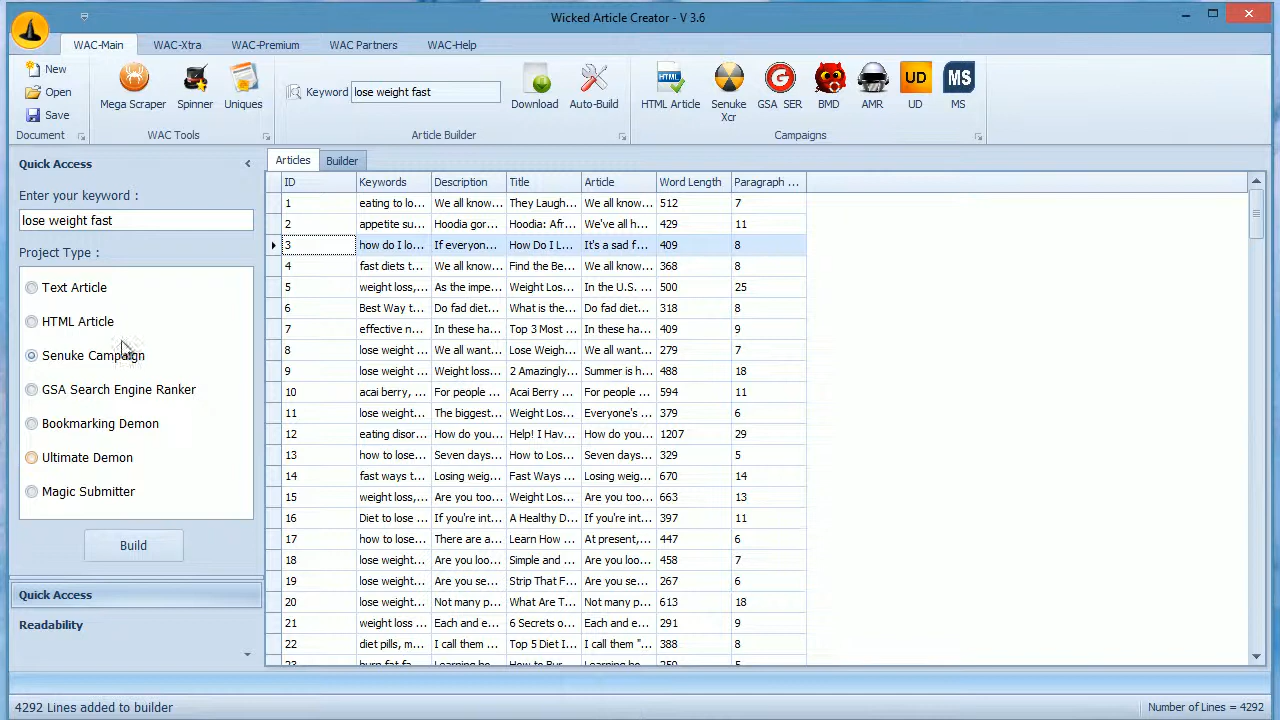 Wicked Article Creator - V 3.6
WAC-Main WAC-Xtra WAC-Premium WAC Partners WAC-Help
New
Open
Save
Document
Mega Scraper Spinner Uniques
WAC Tools
Keyword lose weight fast
Download Auto-Build
Article Builder
HTML
HTML Article
Senuke Xcr
GSA SER
BMD
AMR
UD
UD
MS
MS
Campaigns
Quick Access
Enter your keyword :
lose weight fast
Project Type :
Text Article
HTML Article
Senuke Campaign
GSA Search Engine Ranker
Bookmarking Demon
Ultimate Demon
Magic Submitter
Build
Quick Access
Readability
Articles Builder
ID Keywords Description Title Article Word Length Paragraph ...
1 eating to lo... We all know... They Laugh... We all know... 512 7
2 appetite su... Hoodia gor... Hoodia: Afr... We've all h... 429 11
3 how do I lo... If everyon... How Do I L... It's a sad f... 409 8
4 fast diets t... We all know... Find the Be... We all know... 368 8
5 weight loss,... As the impe... Weight Los... In the U.S. ... 500 25
6 Best Way t... Do fad diet... What is the... Do fad diet... 318 8
7 effective n... In these ha... Top 3 Most ... In these ha... 409 9
8 lose weight ... We all want... Lose Weigh... We all want... 279 7
9 lose weight ... Weight loss... 2 Amazingly... Summer is h... 488 18
10 acai berry, ... For people ... Acai Berry ... For people ... 594 11
11 lose weight... The biggest... Weight Los... Everyone's ... 379 6
12 eating disor... How do you... Help! I Hav... How do you... 1207 29
13 how to lose... Seven days... How to Los... Seven days... 329 5
14 fast ways t... Losing weig... Fast Ways ... Losing weig... 670 14
15 weight loss,... Are you too... Weight Los... Are you too... 663 13
16 Diet to lose ... If you're int... A Healthy D... If you're int... 397 11
17 how to lose... There are a... Learn How ... At present,... 447 6
18 lose weight... Are you loo... Simple and ... Are you loo... 458 7
19 lose weight... Are you se... Strip That F... Are you se... 267 6
20 lose weight... Not many p... What Are T... Not many p... 613 18
21 weight loss ... Each and e... 6 Secrets o... Each and e... 291 9
22 diet pills, m... I call them ... Top 5 Diet I... I call them "... 388 8
4292 Lines added to builder
Number of Lines = 4292